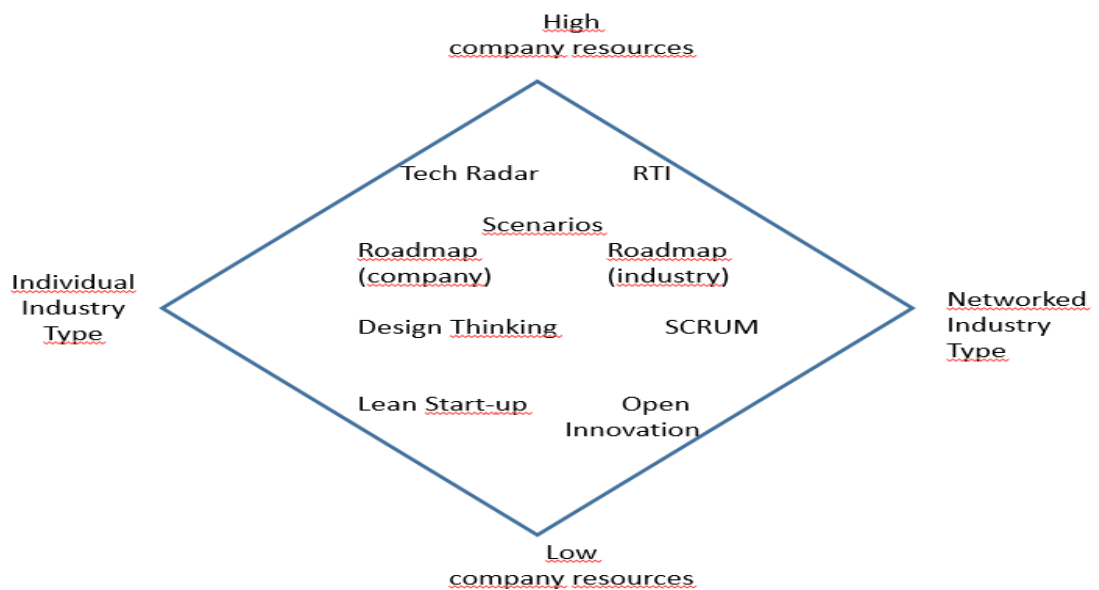 High
company resources
Tech Radar
RTI
Scenarios
Roadmap
(company)
Roadmap
(industry)
Individual
Industry
Type
Networked
Industry
Type
Design Thinking
SCRUM
Lean Start-up
Open
Innovation
Low
company resources